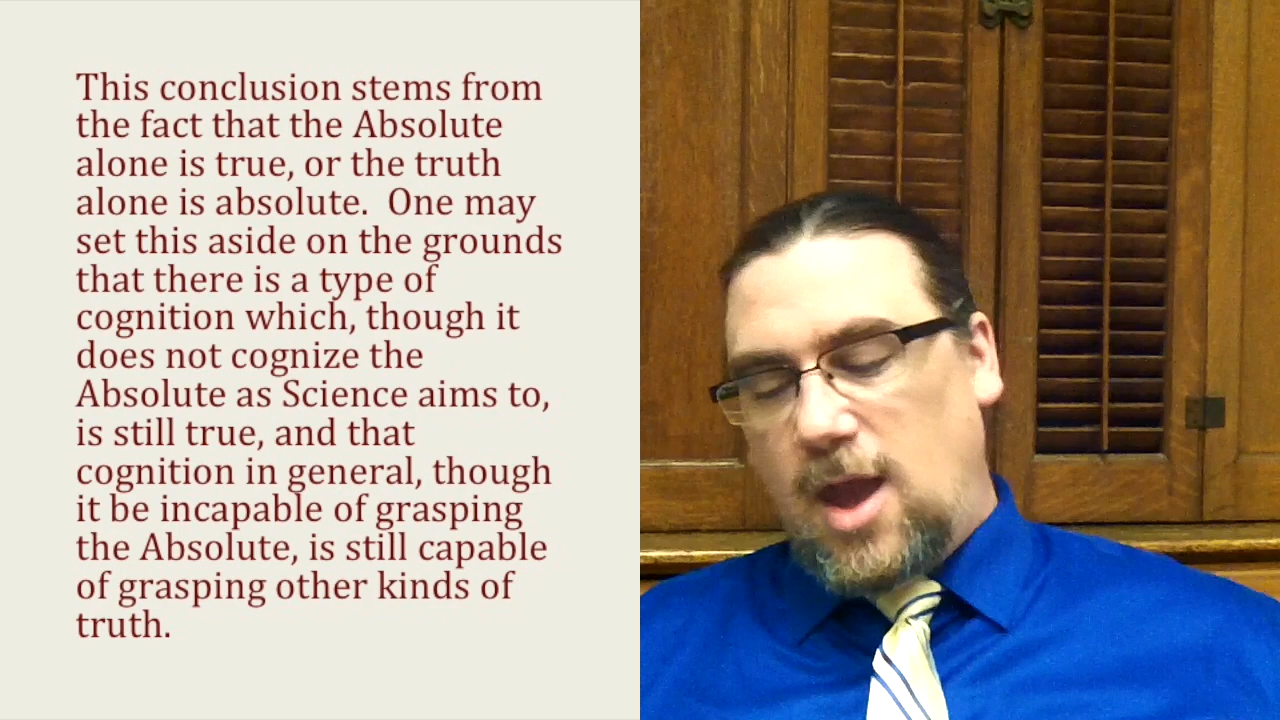 This conclusion stems from
the fact that the Absolute
alone is true, or the truth
alone is absolute.  One may
set this aside on the grounds
that there is a type of
cognition which, though it
does not cognize the
Absolute as Science aims to,
is still true, and that
cognition in general, though
it be incapable of grasping
the Absolute, is still capable
of grasping other kinds of
truth.